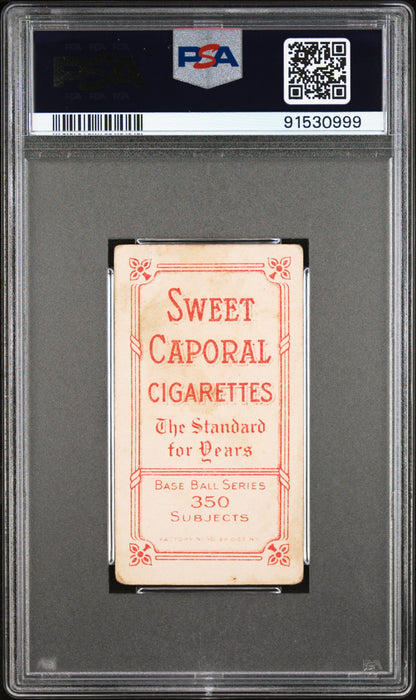 PSA
91530999
SWEET
CAPORAL
CIGARETTES
The Standard
for Years
BASE BALL SERIES
350
SUBJECTS